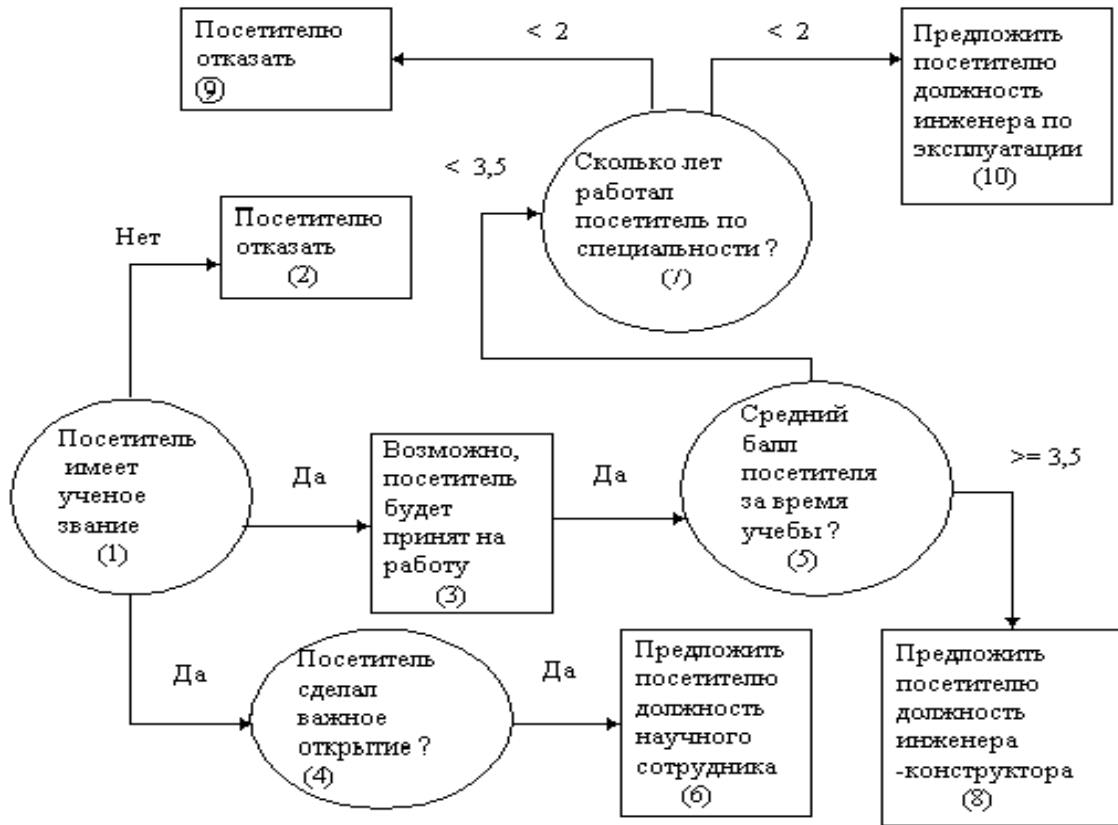 Посетителю
отказать
(9)
< 2
< 2
Предложить
посетителю
должность
инженера по
эксплуатации
(10)
Сколько лет
работал
посетитель по
специальности ?
(7)
< 3,5
Посетителю
отказать
(2)
Нет
Посетитель
имеет
ученое
звание
(1)
Да
Возможно,
посетитель
будет
принят на
работу
(3)
Да
Средний
балл
посетителя
за время
учебы ?
(5)
>= 3,5
Да
Посетитель
сделал
важное
открытие ?
(4)
Да
Предложить
посетителю
должность
научного
сотрудника
(6)
Предложить
посетителю
должность
инженера
-конструктора
(8)